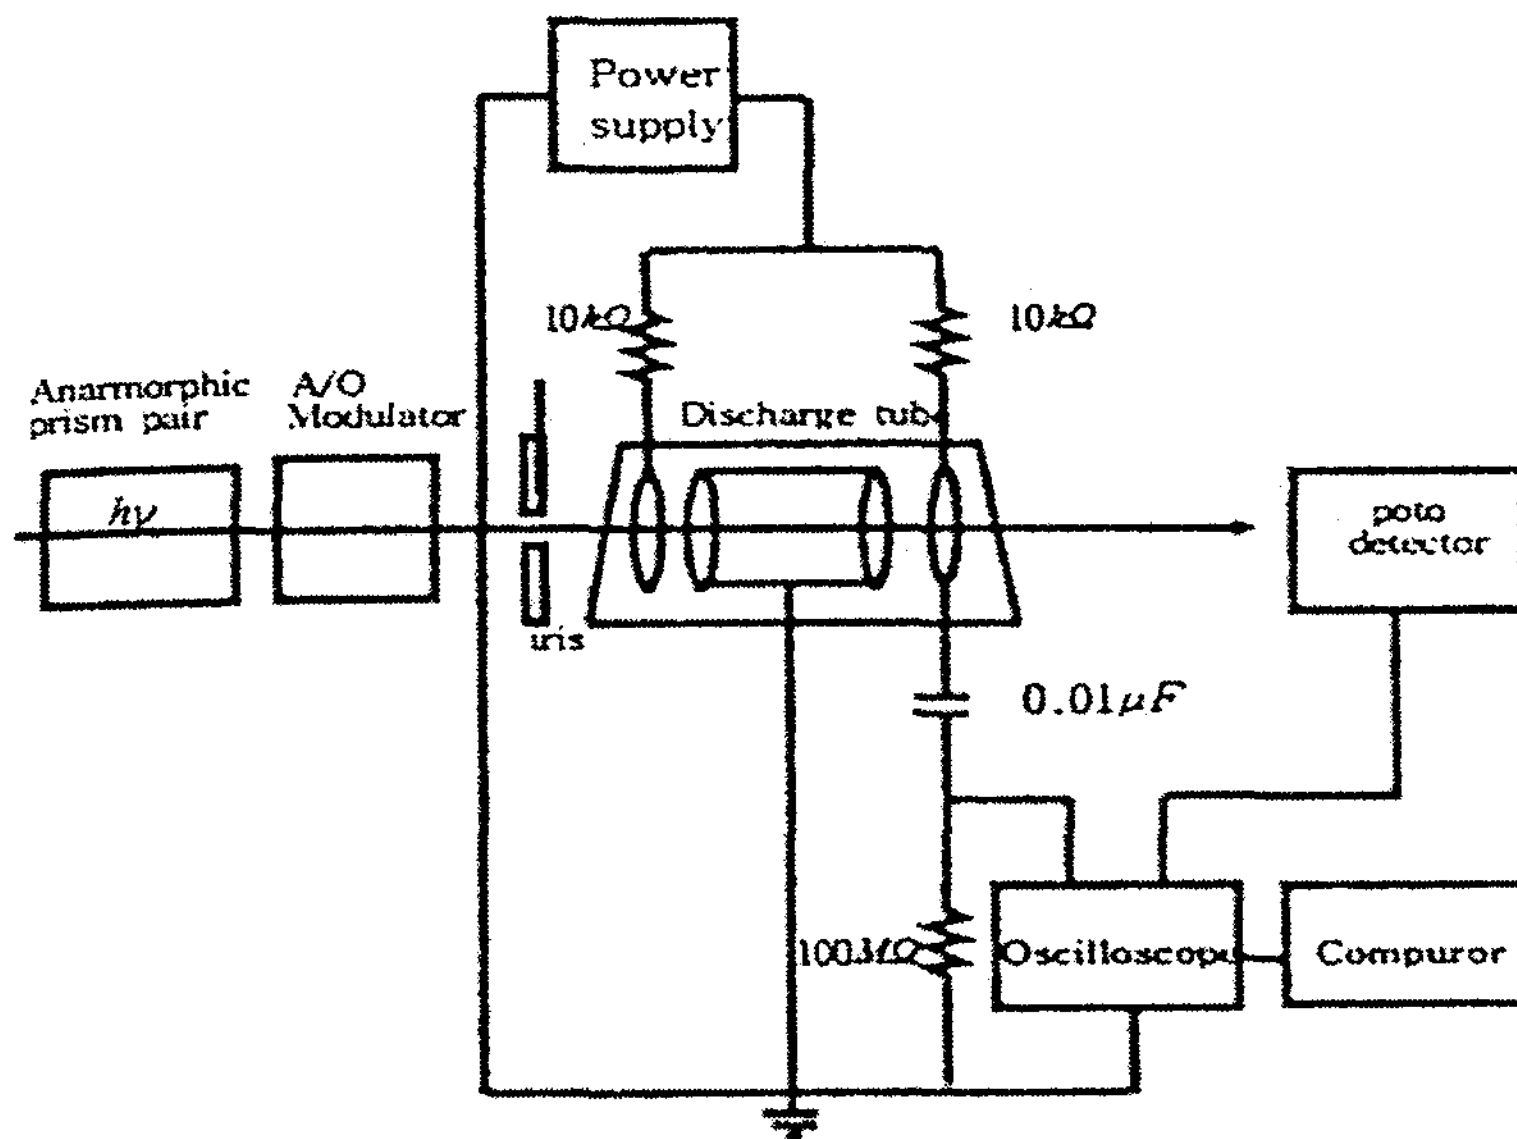 Power
supply
10kΩ
10kΩ
Anarmorphic
prism pair
A/O
Modulator
Discharge tube
hν
poto
detector
iris
0.01μF
100MΩ
Oscilloscope
Compuror